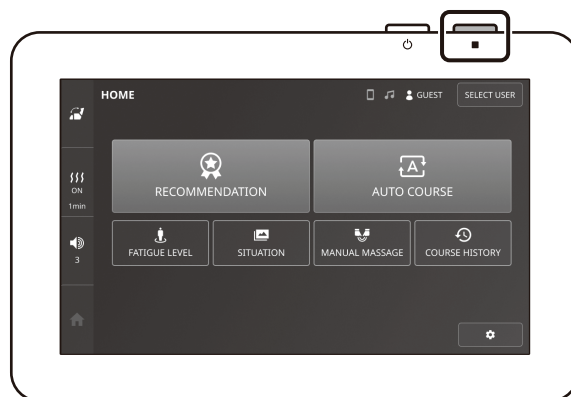 HOME
GUEST
SELECT USER
ON
1min
3
RECOMMENDATION
A
AUTO COURSE
FATIGUE LEVEL
SITUATION
MANUAL MASSAGE
COURSE HISTORY